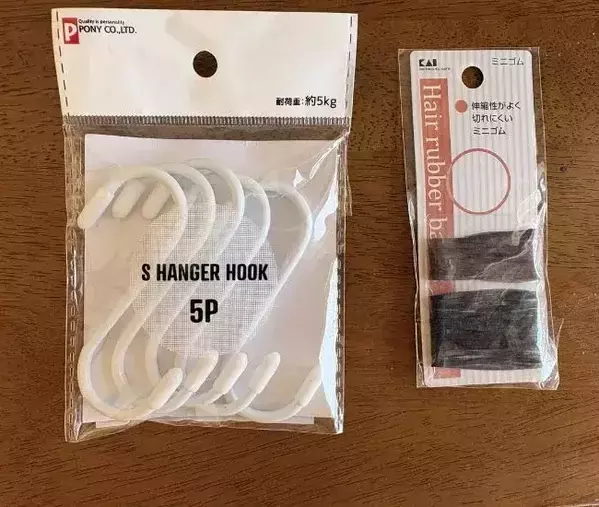 Quality is personality
PONY CO.,LTD.
耐荷重:約5kg
S HANGER HOOK
5P
KAI
ミニゴム
伸縮性がよく
切れにくい
ミニゴム
Hair rubber ba